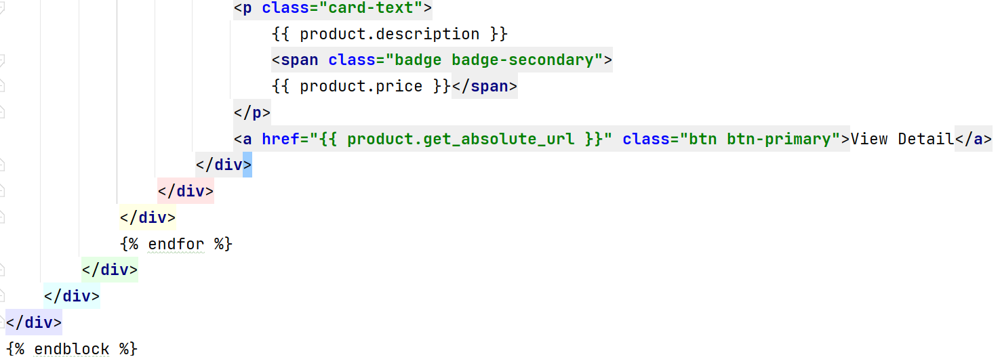 <p class="card-text">
{{ product.description }}
<span class="badge badge-secondary">
{{ product.price }}</span>
</p>
<a href="{{ product.get_absolute_url }}" class="btn btn-primary">View Detail</a>
</div>
</div>
</div>
{% endfor %}
</div>
</div>
</div>
{% endblock %}